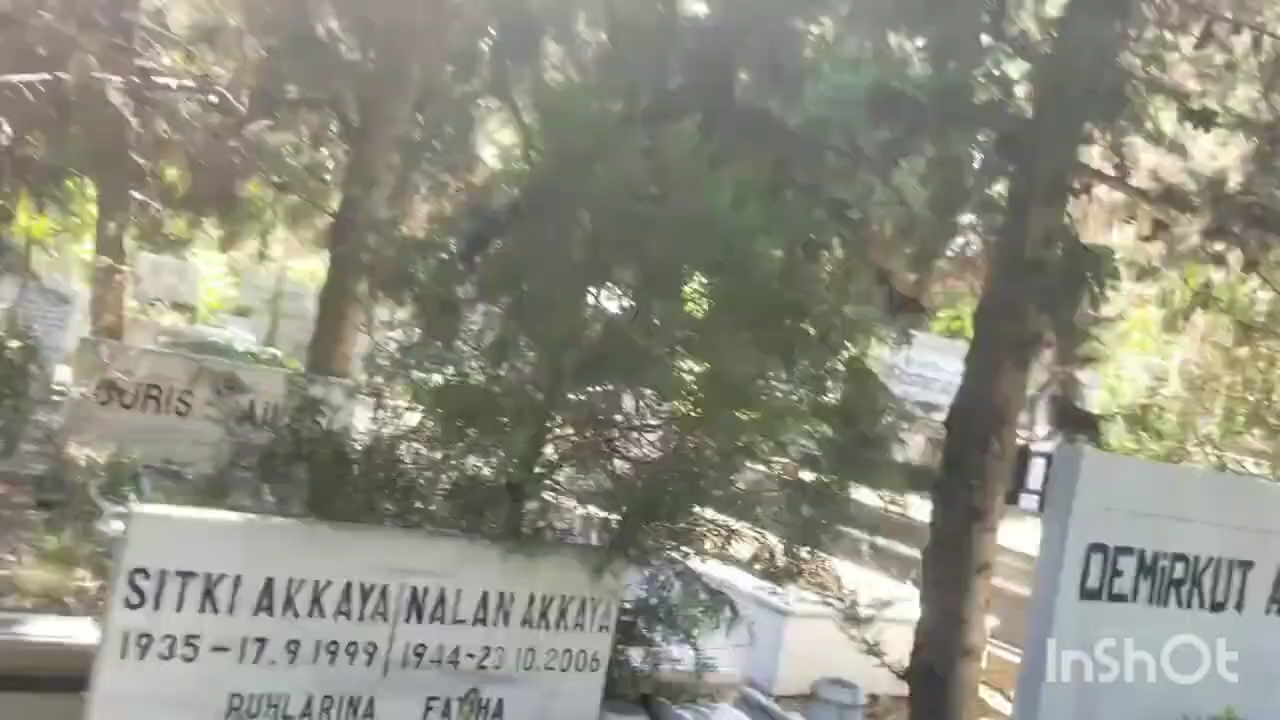 SITKI AKKAYA NALAN AKKAYA
1935-17.9.1999 1944-23.10.2006
RUHLARINA FATİHA
DEMİRKUT
InShOt